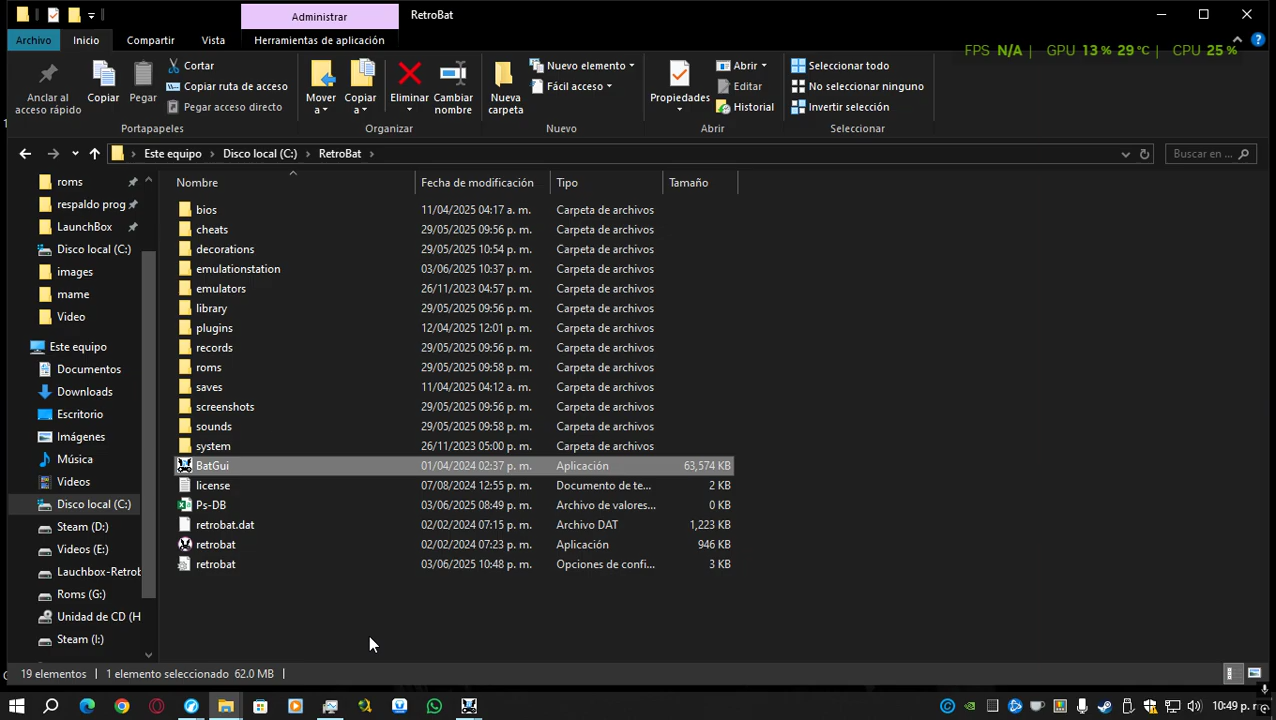 Administrar
RetroBat
Archivo
Inicio
Compartir
Vista
Herramientas de aplicación
FPS N/A | GPU 13 % 29 °C | CPU 25 %
Anclar al
acceso rápido
Copiar
Pegar
Cortar
Copiar ruta de acceso
Pegar acceso directo
Mover
a
Copiar
a
Eliminar
Cambiar
nombre
Nueva
carpeta
Nuevo elemento
Fácil acceso
Propiedades
Abrir
Editar
Historial
Seleccionar todo
No seleccionar ninguno
Invertir selección
Portapapeles
Organizar
Nuevo
Abrir
Seleccionar
Este equipo > Disco local (C:) > RetroBat >
Buscar en ...
Nombre
Fecha de modificación
Tipo
Tamaño
roms
respaldo prog
LaunchBox
Disco local (C:)
images
mame
Video
Este equipo
Documentos
Downloads
Escritorio
Imágenes
Música
Videos
Disco local (C:)
Steam (D:)
Videos (E:)
Lauchbox-Retrob
Roms (G:)
Unidad de CD (H
Steam (I:)
bios 11/04/2025 04:17 a. m. Carpeta de archivos
cheats 29/05/2025 09:56 p. m. Carpeta de archivos
decorations 29/05/2025 10:54 p. m. Carpeta de archivos
emulationstation 03/06/2025 10:37 p. m. Carpeta de archivos
emulators 26/11/2023 04:57 p. m. Carpeta de archivos
library 29/05/2025 09:56 p. m. Carpeta de archivos
plugins 12/04/2025 12:01 p. m. Carpeta de archivos
records 29/05/2025 09:56 p. m. Carpeta de archivos
roms 29/05/2025 09:58 p. m. Carpeta de archivos
saves 11/04/2025 04:12 a. m. Carpeta de archivos
screenshots 29/05/2025 09:56 p. m. Carpeta de archivos
sounds 29/05/2025 09:58 p. m. Carpeta de archivos
system 26/11/2023 05:00 p. m. Carpeta de archivos
BatGui 01/04/2024 02:37 p. m. Aplicación 63,574 KB
license 07/08/2024 12:55 p. m. Documento de te... 2 KB
Ps-DB 03/06/2025 08:49 p. m. Archivo de valores... 0 KB
retrobat.dat 02/02/2024 07:15 p. m. Archivo DAT 1,223 KB
retrobat 02/02/2024 07:23 p. m. Aplicación 946 KB
retrobat 03/06/2025 10:48 p. m. Opciones de confi... 3 KB
19 elementos | 1 elemento seleccionado 62.0 MB |
10:49 p. m.